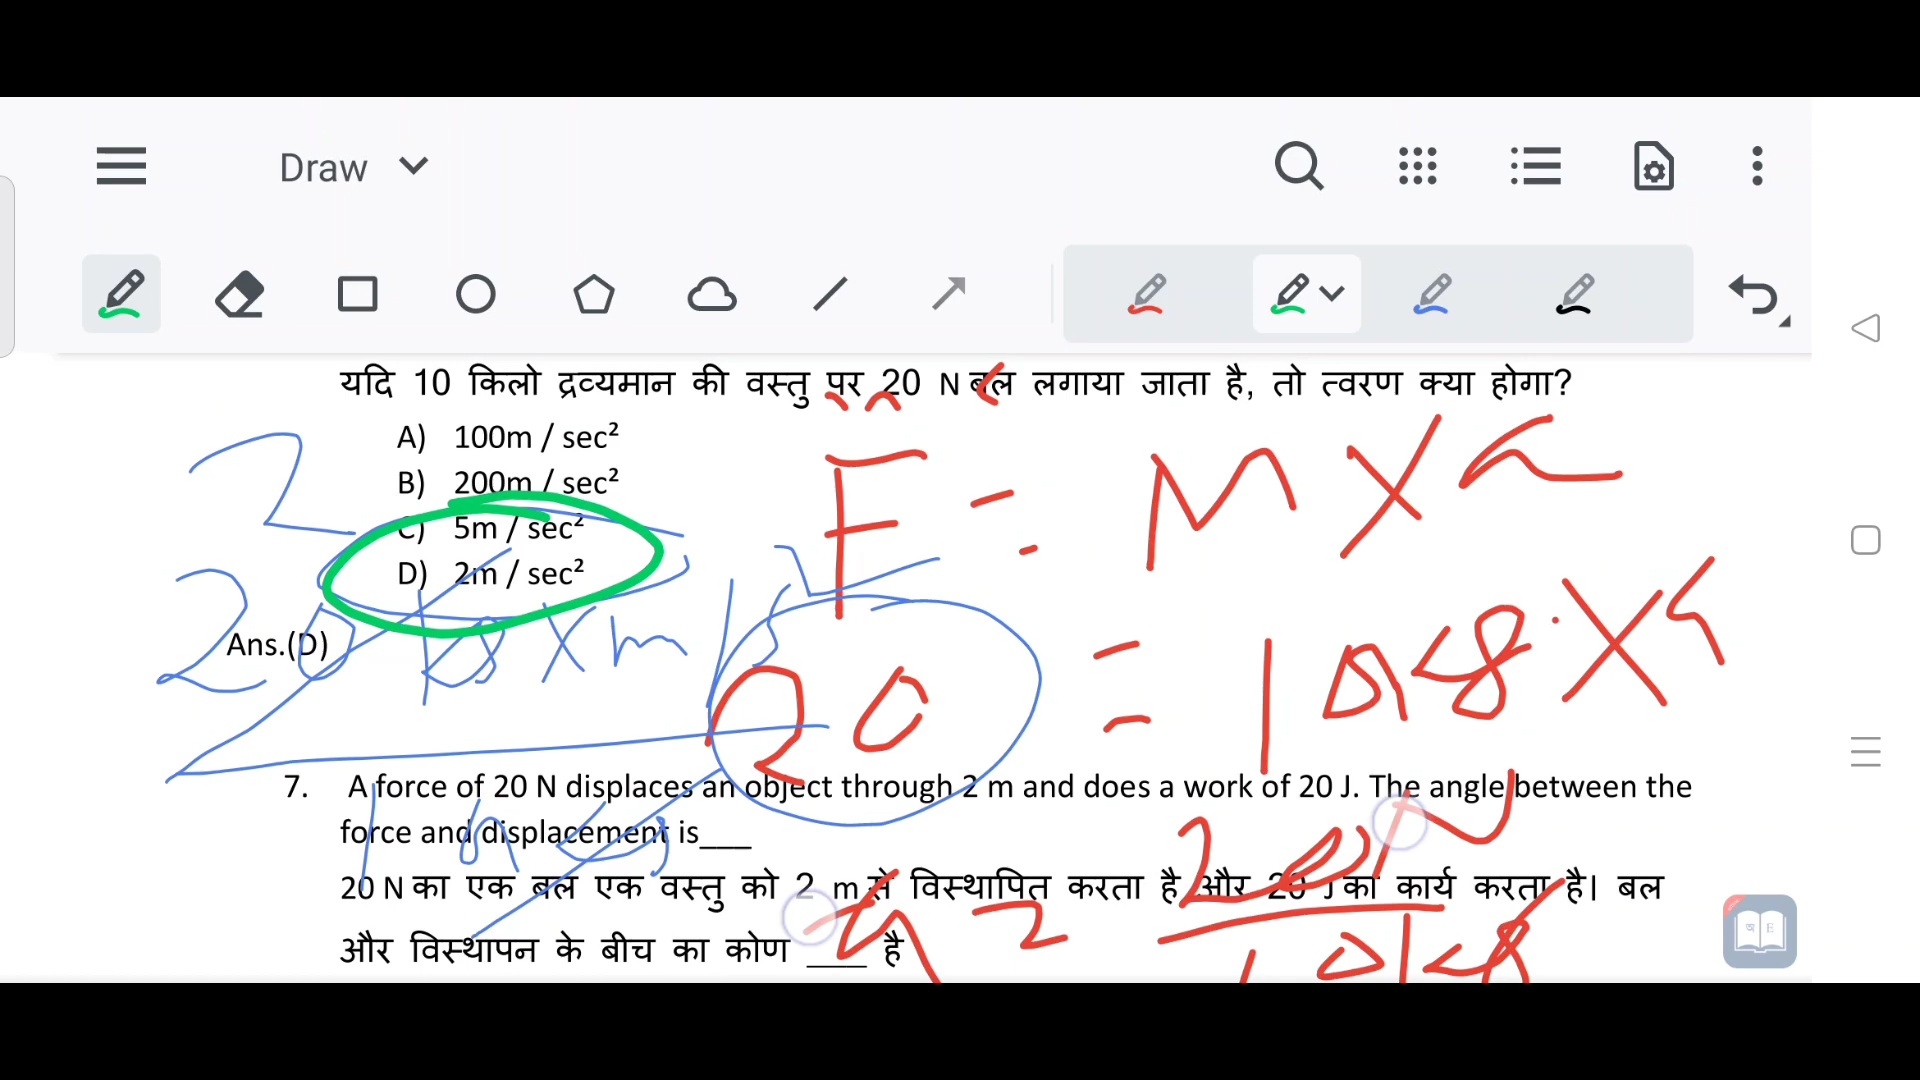 Draw
यदि 10 किलो द्रव्यमान की वस्तु पर 20 N बल लगाया जाता है, तो त्वरण क्या होगा?
A) 100m / sec²
B) 200m / sec²
C) 5m / sec²
D) 2m / sec²
Ans.(D)
F = M X a
20 = 10kg X a
7. A force of 20 N displaces an object through 2 m and does a work of 20 J. The angle between the
force and displacement is___
20 N का एक बल एक वस्तु को 2 m से विस्थापित करता है और 20 J का कार्य करता है। बल
और विस्थापन के बीच का कोण ___ है